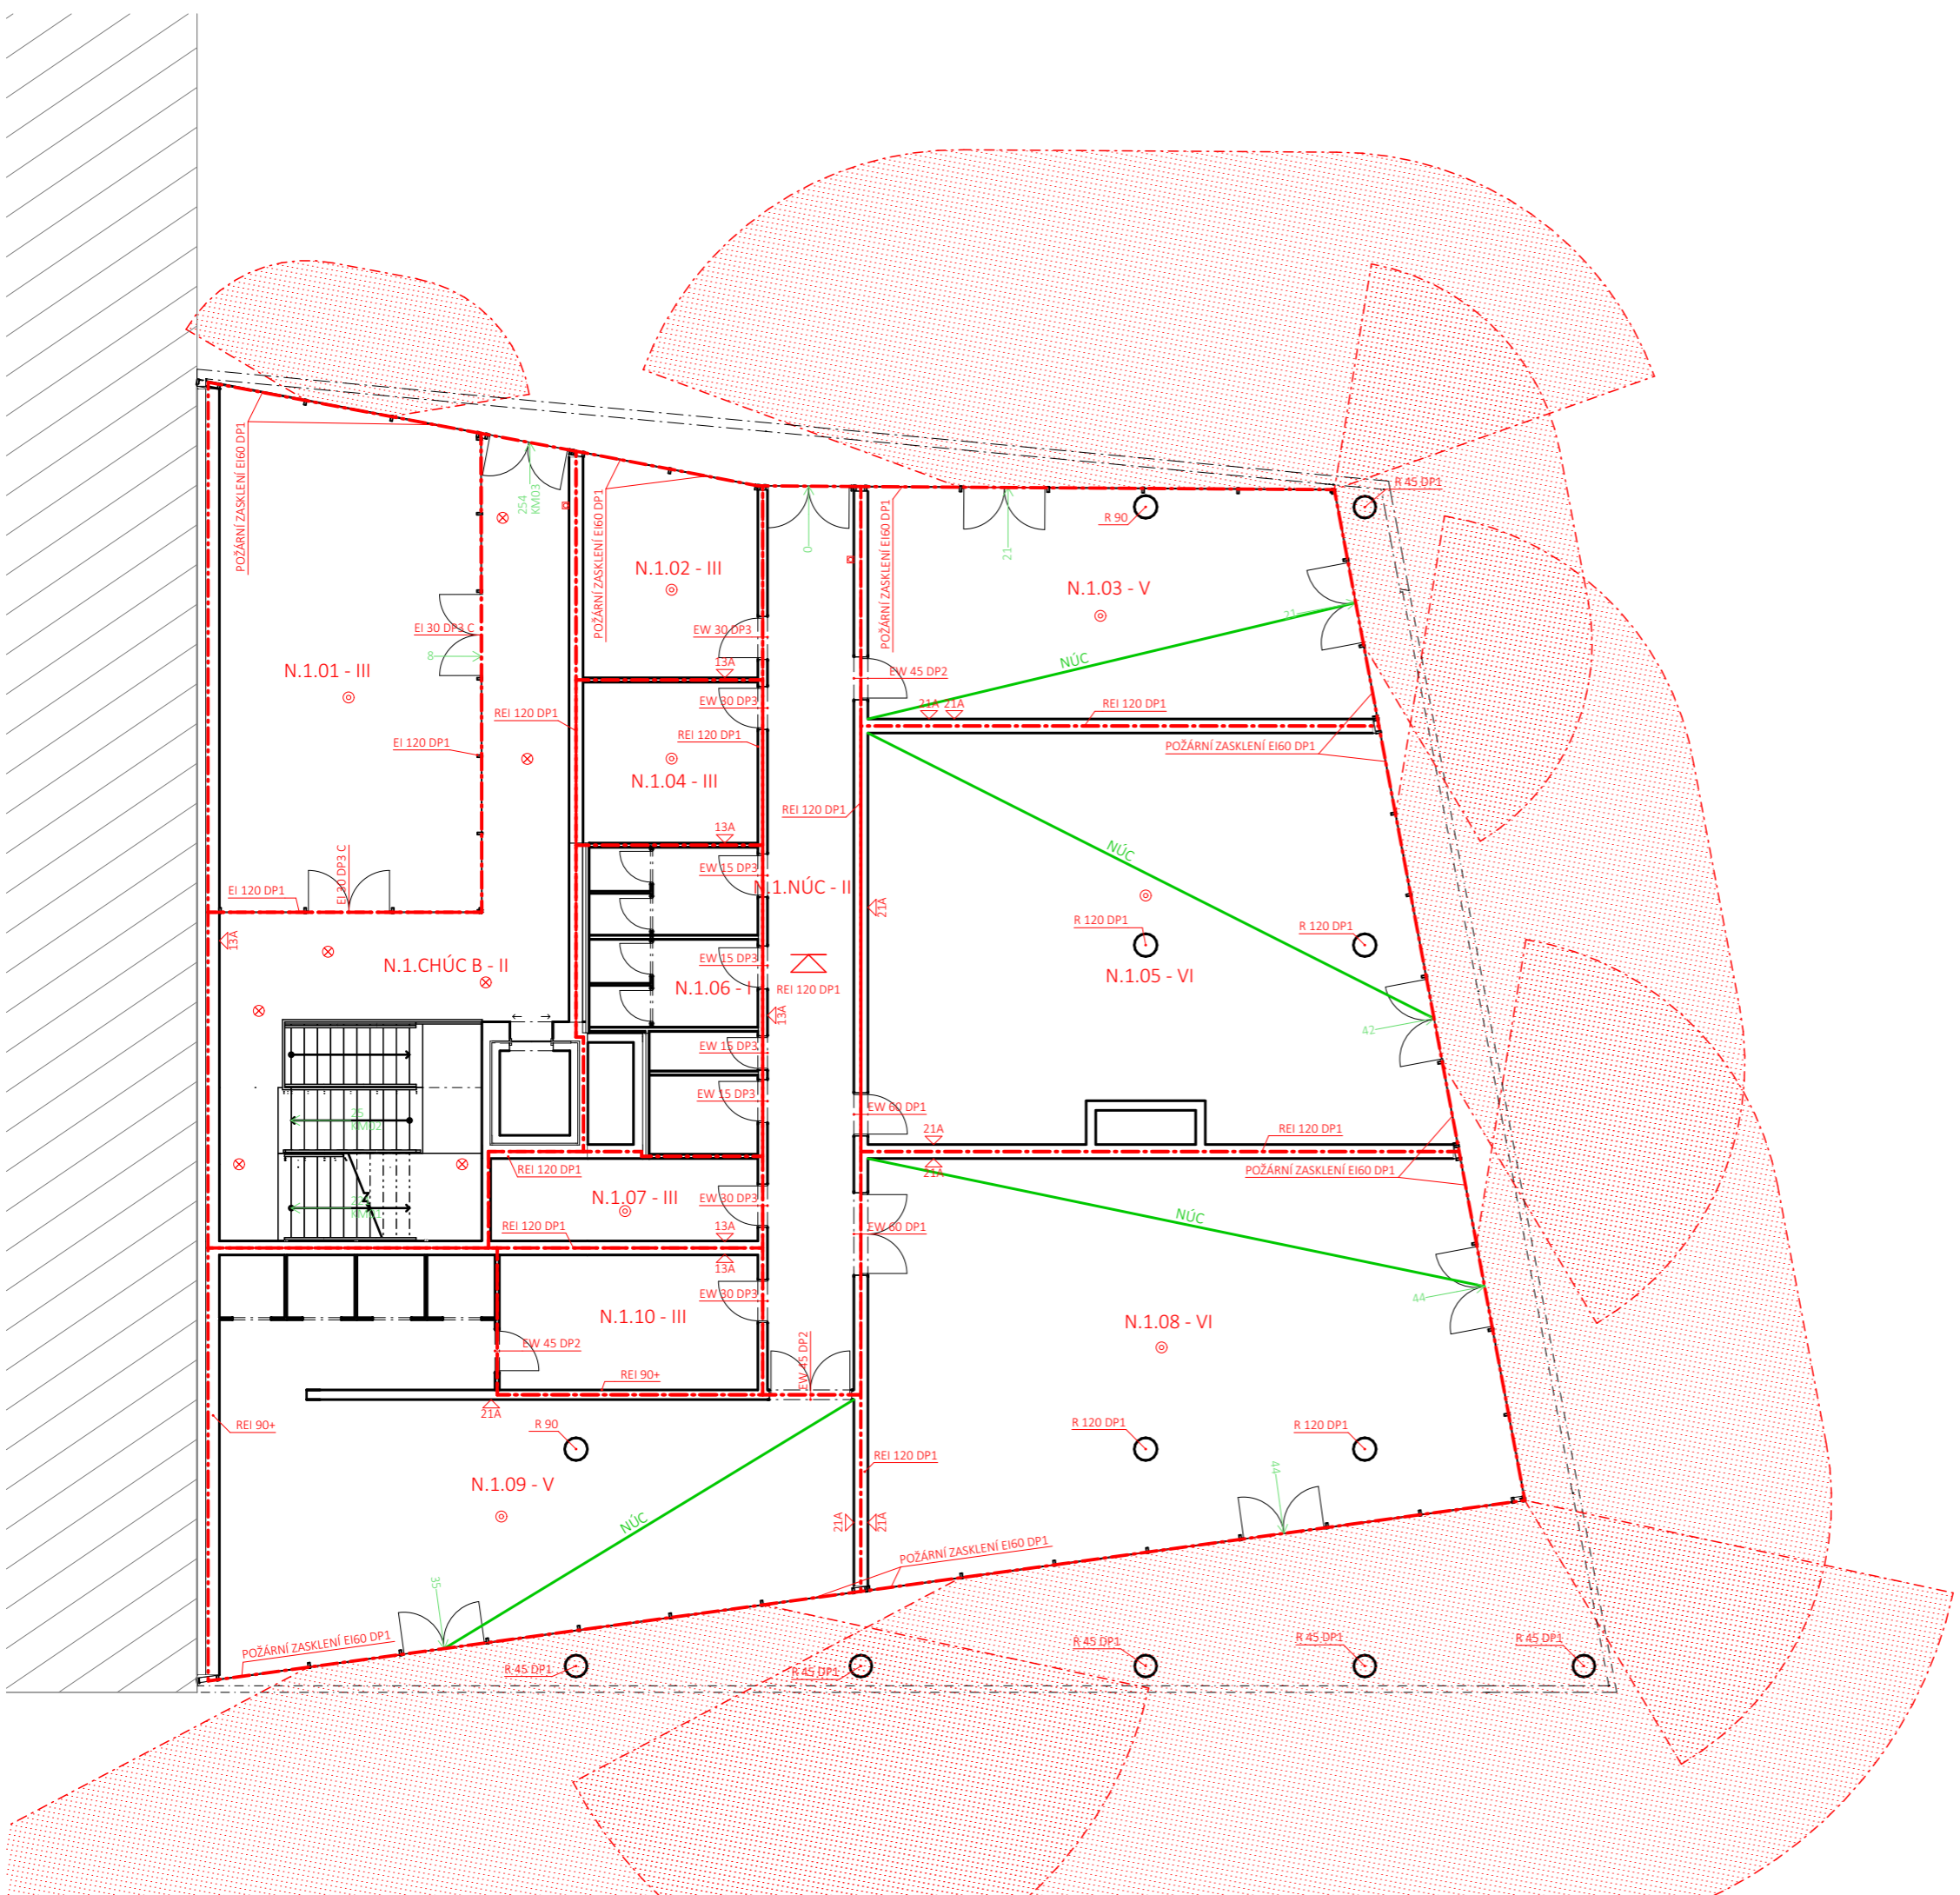 R 45 DP1
R 90
POŽÁRNÍ ZASKLENÍ EI60 DP1
254
KM03
POŽÁRNÍ ZASKLENÍ EI60 DP1
POŽÁRNÍ ZASKLENÍ EI60 DP1
0
21
N.1.02 - III
N.1.03 - V
21
EI 30 DP3 C
EW 30 DP3
8
13A
NÚC
EW 45 DP2
N.1.01 - III
EW 30 DP3
21A
21A
REI 120 DP1
REI 120 DP1
REI 120 DP1
EI 120 DP1
POŽÁRNÍ ZASKLENÍ EI60 DP1
N.1.04 - III
REI 120 DP1
13A
NÚC
EI 30 DP3 C
EW 15 DP3
EI 120 DP1
N.1.NÚC - II
21A
13A
R 120 DP1
R 120 DP1
N.1.CHÚC B - II
EW 15 DP3
N.1.05 - VI
N.1.06 - I
REI 120 DP1
13A
42
EW 15 DP3
EW 15 DP3
EW 60 DP1
25
KM02
21A
REI 120 DP1
REI 120 DP1
21A
POŽÁRNÍ ZASKLENÍ EI60 DP1
N.1.07 - III
EW 30 DP3
NÚC
REI 120 DP1
13A
EW 60 DP1
13A
EW 30 DP3
44
N.1.10 - III
N.1.08 - VI
EW 45 DP2
EW 45 DP2
REI 90+
21A
REI 90+
R 90
R 120 DP1
R 120 DP1
REI 120 DP1
44
N.1.09 - V
NÚC
21A
21A
POŽÁRNÍ ZASKLENÍ EI60 DP1
35
POŽÁRNÍ ZASKLENÍ EI60 DP1
R 45 DP1
R 45 DP1
R 45 DP1
R 45 DP1
R 45 DP1